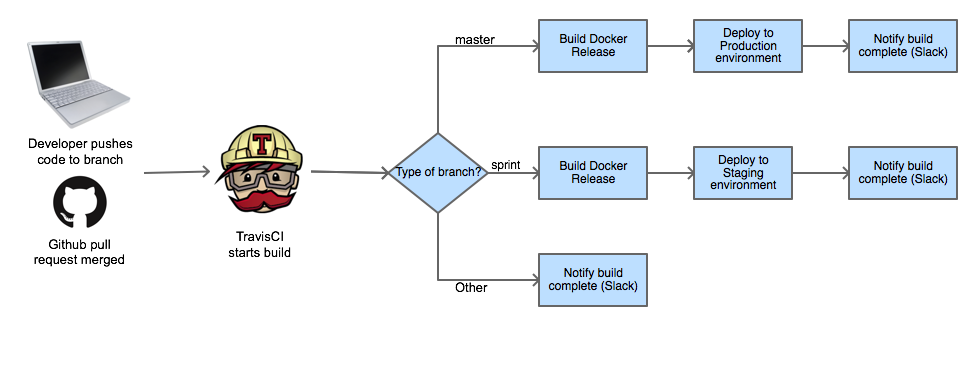 Developer pushes
code to branch
Github pull
request merged
T
TravisCI
starts build
Type of branch?
master
Build Docker
Release
Deploy to
Production
environment
Notify build
complete (Slack)
sprint
Build Docker
Release
Deploy to
Staging
environment
Notify build
complete (Slack)
Other
Notify build
complete (Slack)